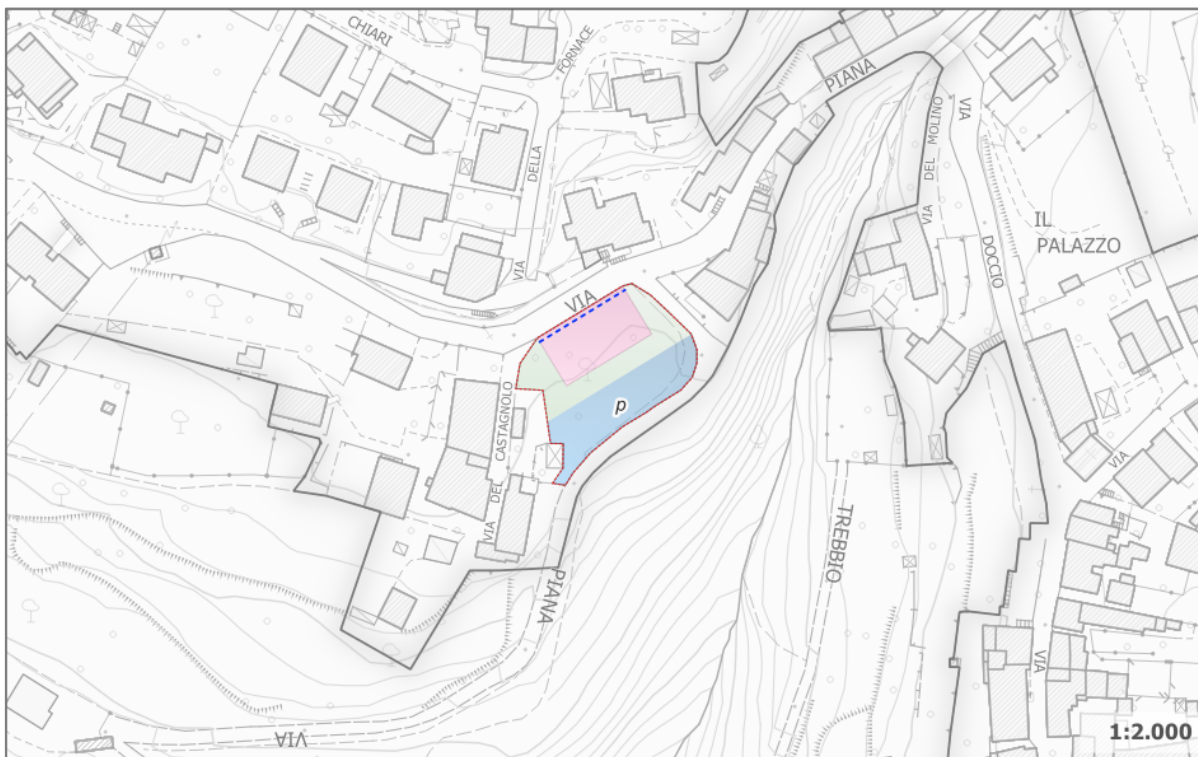 CHIARI
FORNACE
DELLA
VIA
PIANA
VIA
VIA
DEL MOLINO
VIA
DOCCIO
IL
PALAZZO
VIA
p
VIA DEL CASTAGNOLO
PIANA
TREBBIO
VIA
VIA
VIA
1:2.000